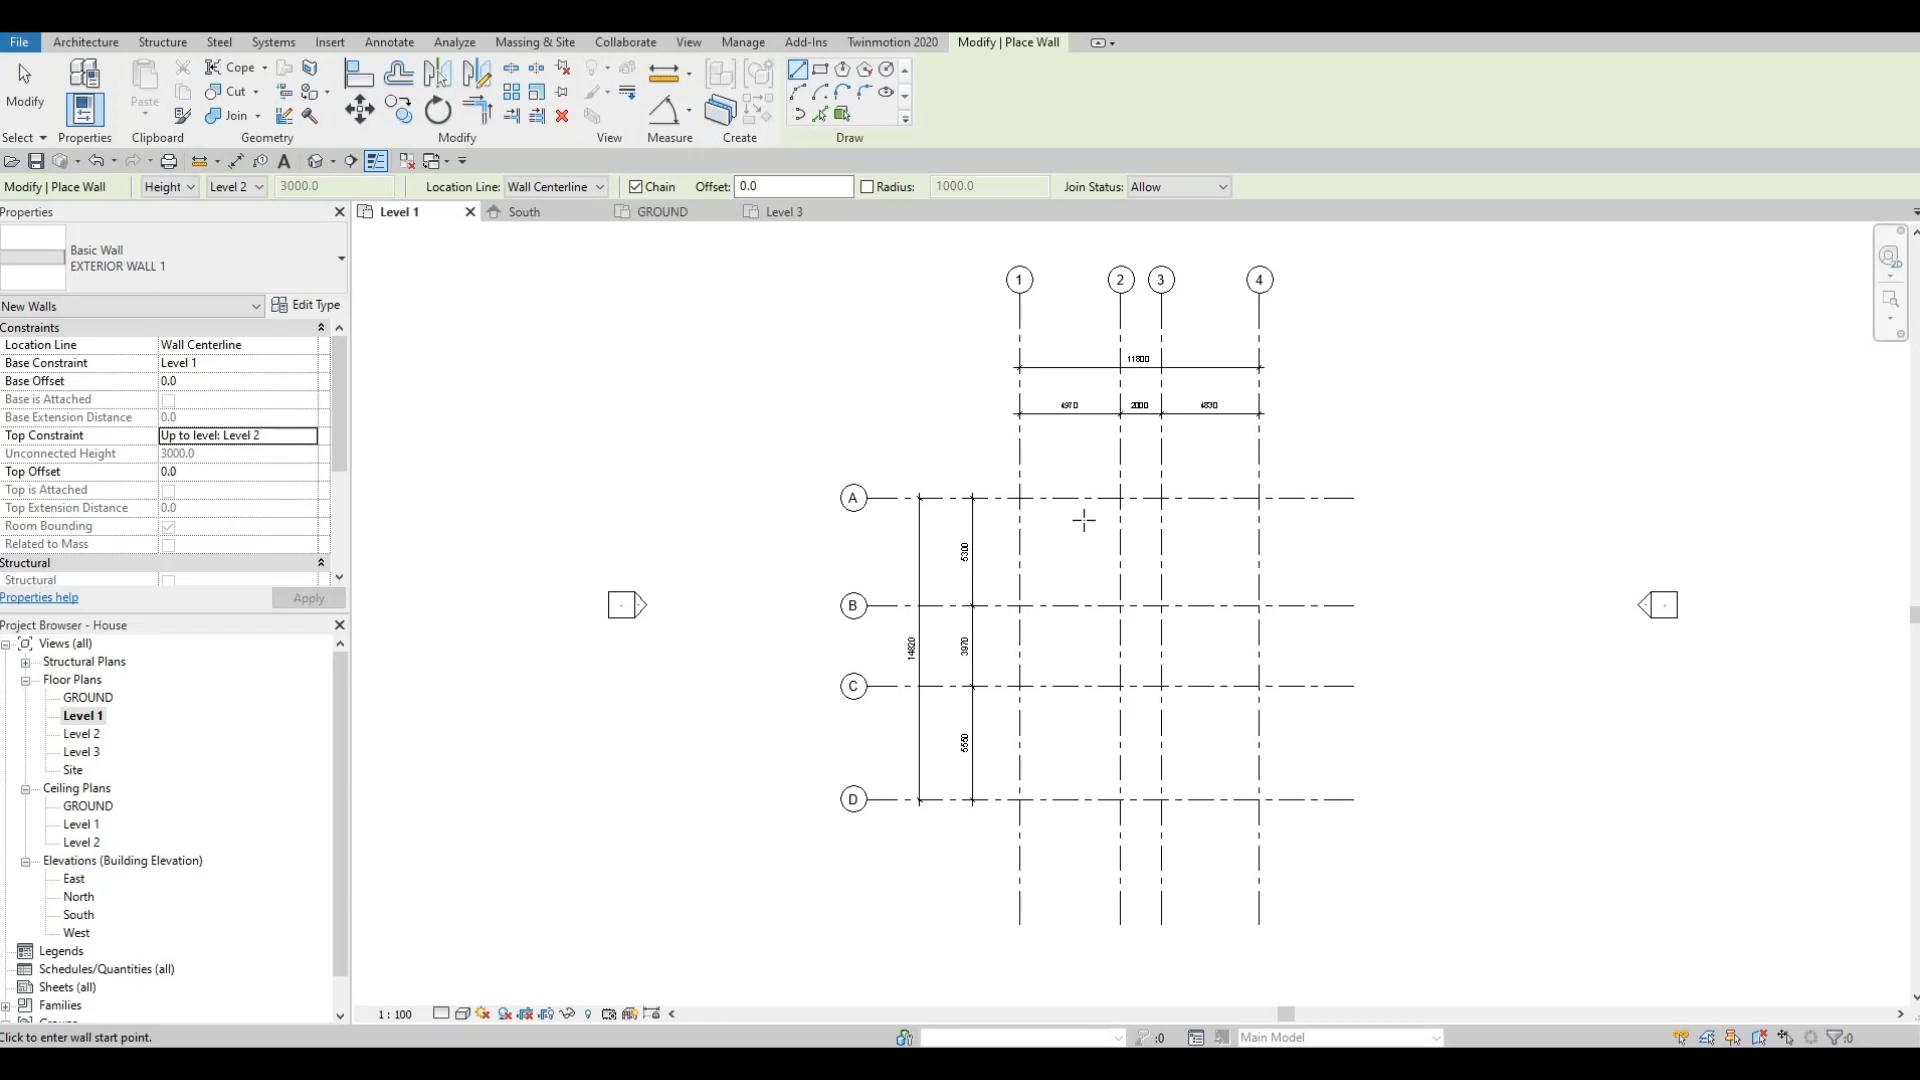 File Architecture Structure Steel Systems Insert Annotate Analyze Massing & Site Collaborate View Manage Add-Ins Twinmotion 2020 Modify | Place Wall
Modify
Paste
Cope
Cut
Join
Select Properties Clipboard Geometry Modify View Measure Create Draw
Modify | Place Wall Height Level 2 3000.0 Location Line: Wall Centerline Chain Offset: 0.0 Radius: 1000.0 Join Status: Allow
Properties
Level 1 South GROUND Level 3
Basic Wall
EXTERIOR WALL 1
New Walls Edit Type
Constraints
Location Line Wall Centerline
Base Constraint Level 1
Base Offset 0.0
Base is Attached
Base Extension Distance 0.0
Top Constraint Up to level: Level 2
Unconnected Height 3000.0
Top Offset 0.0
Top is Attached
Top Extension Distance 0.0
Room Bounding
Related to Mass
Structural
Structural
Properties help Apply
Project Browser - House
Views (all)
Structural Plans
Floor Plans
GROUND
Level 1
Level 2
Level 3
Site
Ceiling Plans
GROUND
Level 1
Level 2
Elevations (Building Elevation)
East
North
South
West
Legends
Schedules/Quantities (all)
Sheets (all)
Families
1 2 3 4
11800
4970 2000 4830
A
5300
B
14820
3970
C
5550
D
2D
1 : 100
Click to enter wall start point. :0 Main Model :0